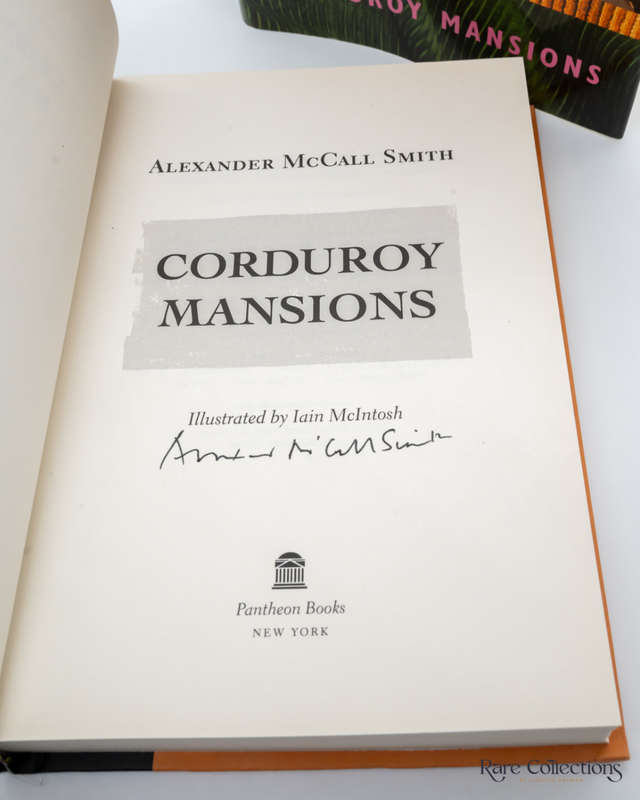 RDUROY MANSIONS
ALEXANDER MCCALL SMITH
CORDUROY
MANSIONS
Illustrated by Iain McIntosh
Alexander McCall Smith
Pantheon Books
NEW YORK
Rare Collections